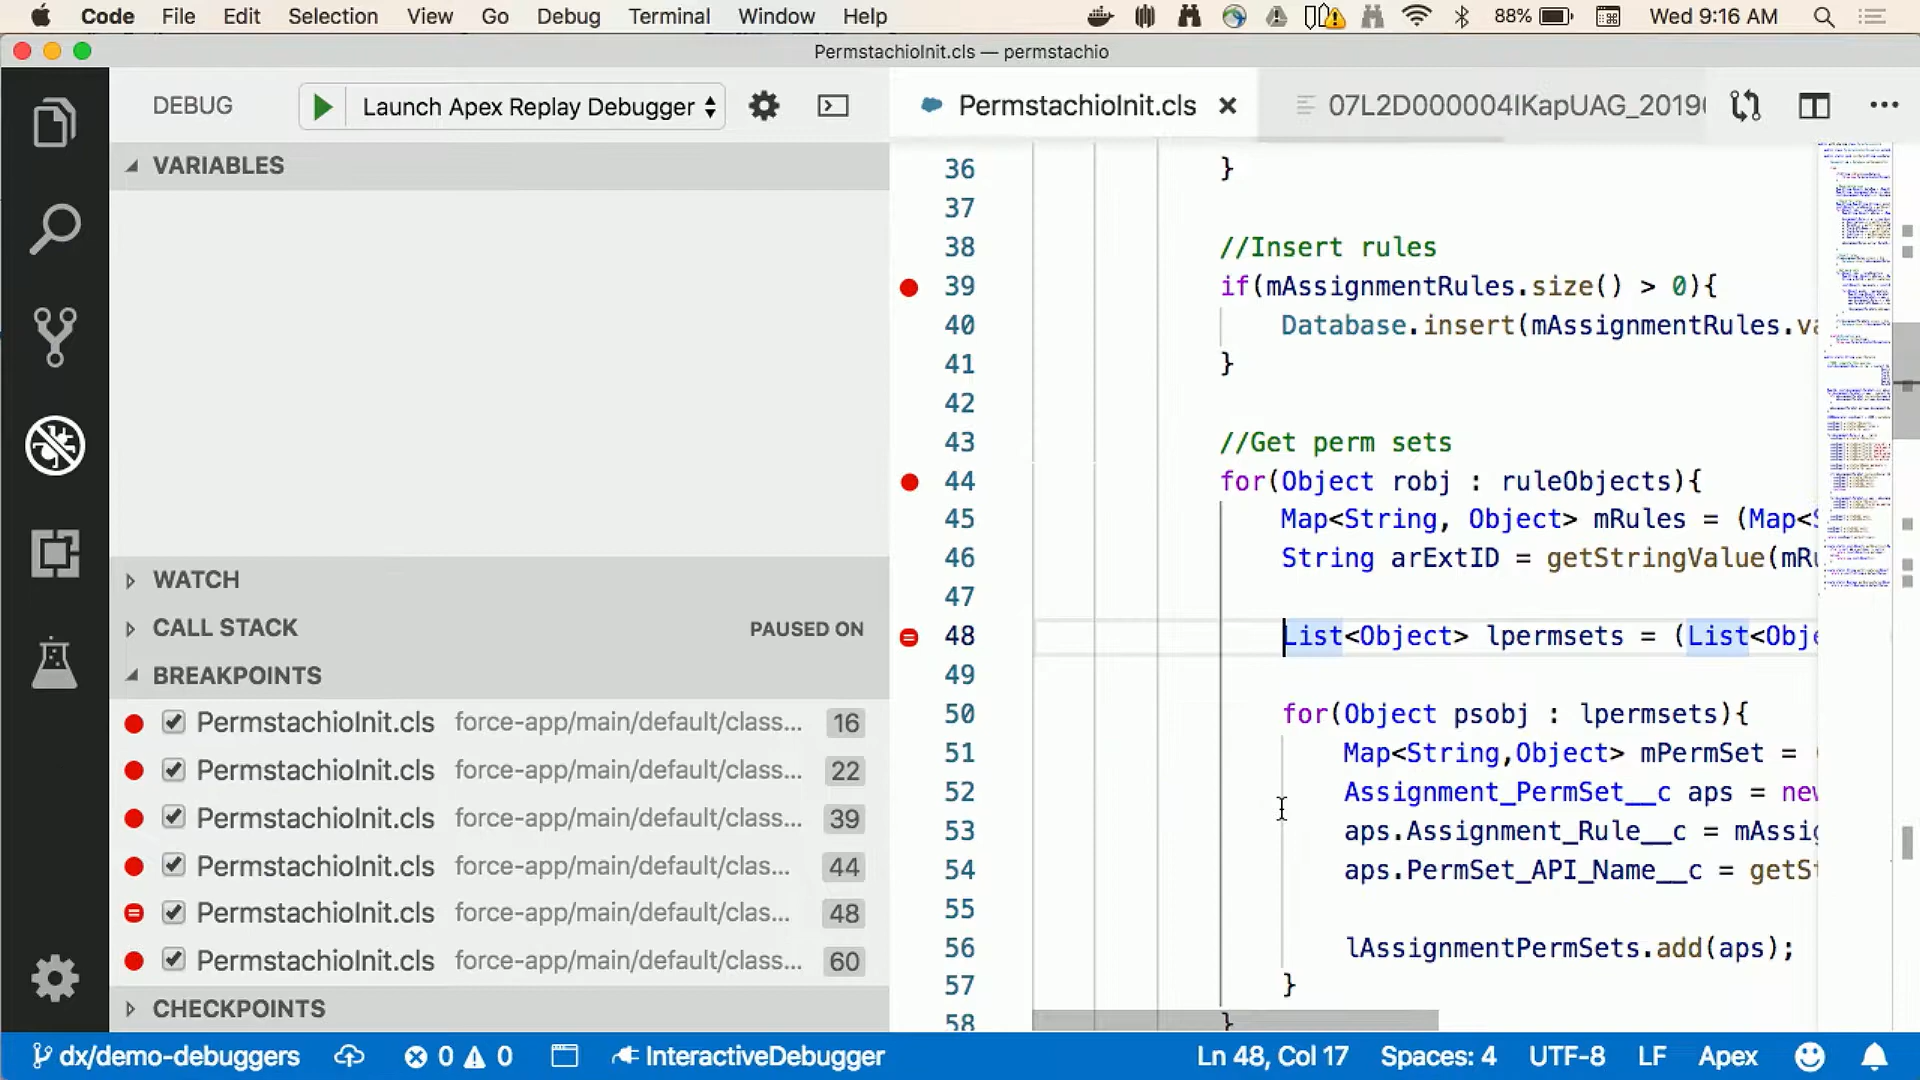 Code File Edit Selection View Go Debug Terminal Window Help 88% Wed 9:16 AM
PermstachioInit.cls — permstachio
DEBUG Launch Apex Replay Debugger
PermstachioInit.cls 07L2D000004IKapUAG_2019
VARIABLES
WATCH
CALL STACK PAUSED ON
BREAKPOINTS
PermstachioInit.cls force-app/main/default/class... 16
PermstachioInit.cls force-app/main/default/class... 22
PermstachioInit.cls force-app/main/default/class... 39
PermstachioInit.cls force-app/main/default/class... 44
PermstachioInit.cls force-app/main/default/clas... 48
PermstachioInit.cls force-app/main/default/class... 60
CHECKPOINTS
36 }
37
38 //Insert rules
39 if(mAssignmentRules.size() > 0){
40 Database.insert(mAssignmentRules.va
41 }
42
43 //Get perm sets
44 for(Object robj : ruleObjects){
45 Map<String, Object> mRules = (Map<S
46 String arExtID = getStringValue(mRu
47
48 List<Object> lpermsets = (List<Obje
49
50 for(Object psobj : lpermsets){
51 Map<String,Object> mPermSet = (
52 Assignment_PermSet__c aps = new
53 aps.Assignment_Rule__c = mAssig
54 aps.PermSet_API_Name__c = getSt
55
56 lAssignmentPermSets.add(aps);
57 }
58 }
dx/demo-debuggers 0 0 InteractiveDebugger Ln 48, Col 17 Spaces: 4 UTF-8 LF Apex